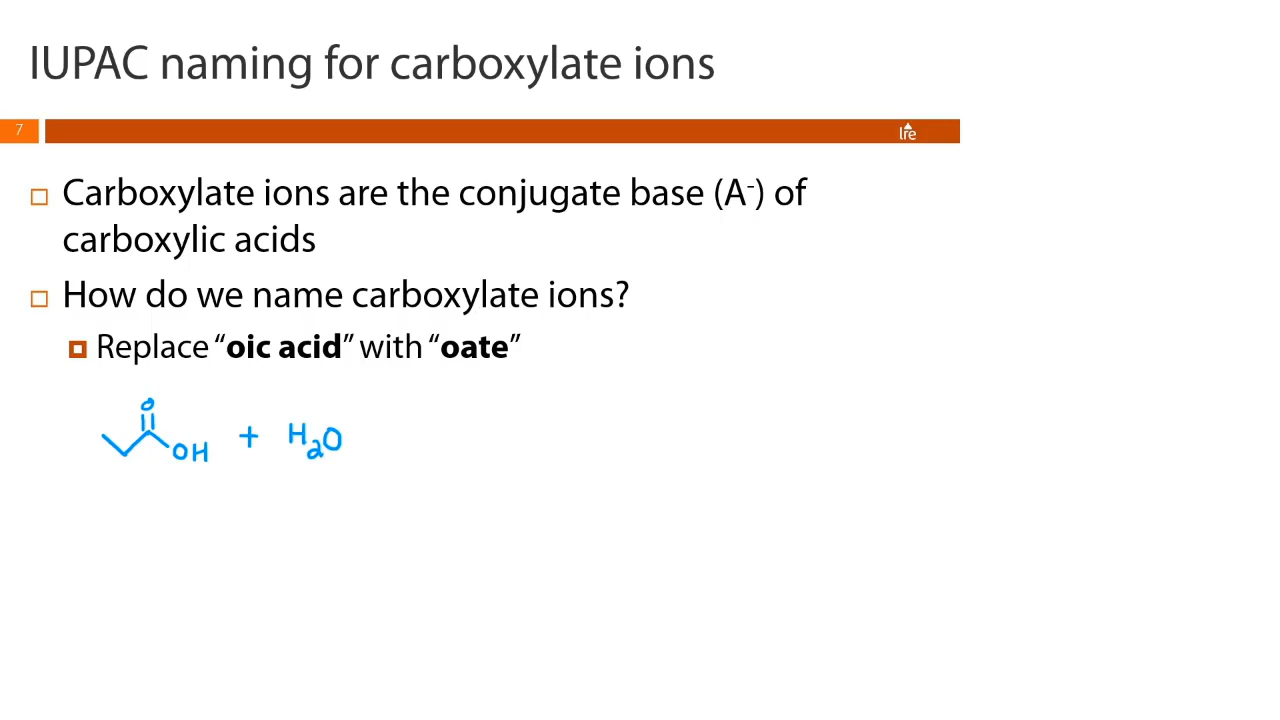 IUPAC naming for carboxylate ions
7
lre
Carboxylate ions are the conjugate base (A⁻) of
carboxylic acids
How do we name carboxylate ions?
Replace “oic acid” with “oate”
O
OH + H₂O